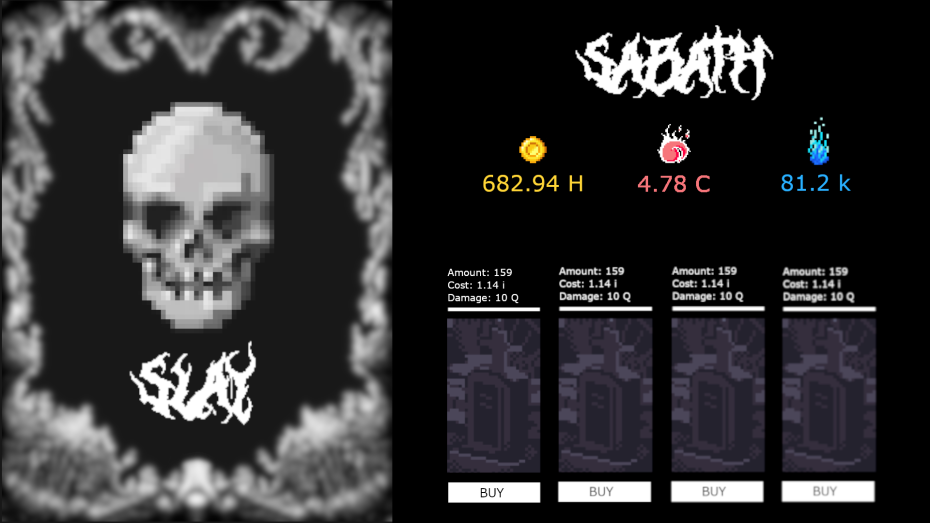 SABATH
682.94 H
4.78 C
81.2 k
SLAY
Amount: 159
Cost: 1.14 i
Damage: 10 Q
BUY
Amount: 159
Cost: 1.14 i
Damage: 10 Q
BUY
Amount: 159
Cost: 1.14 i
Damage: 10 Q
BUY
Amount: 159
Cost: 1.14 i
Damage: 10 Q
BUY